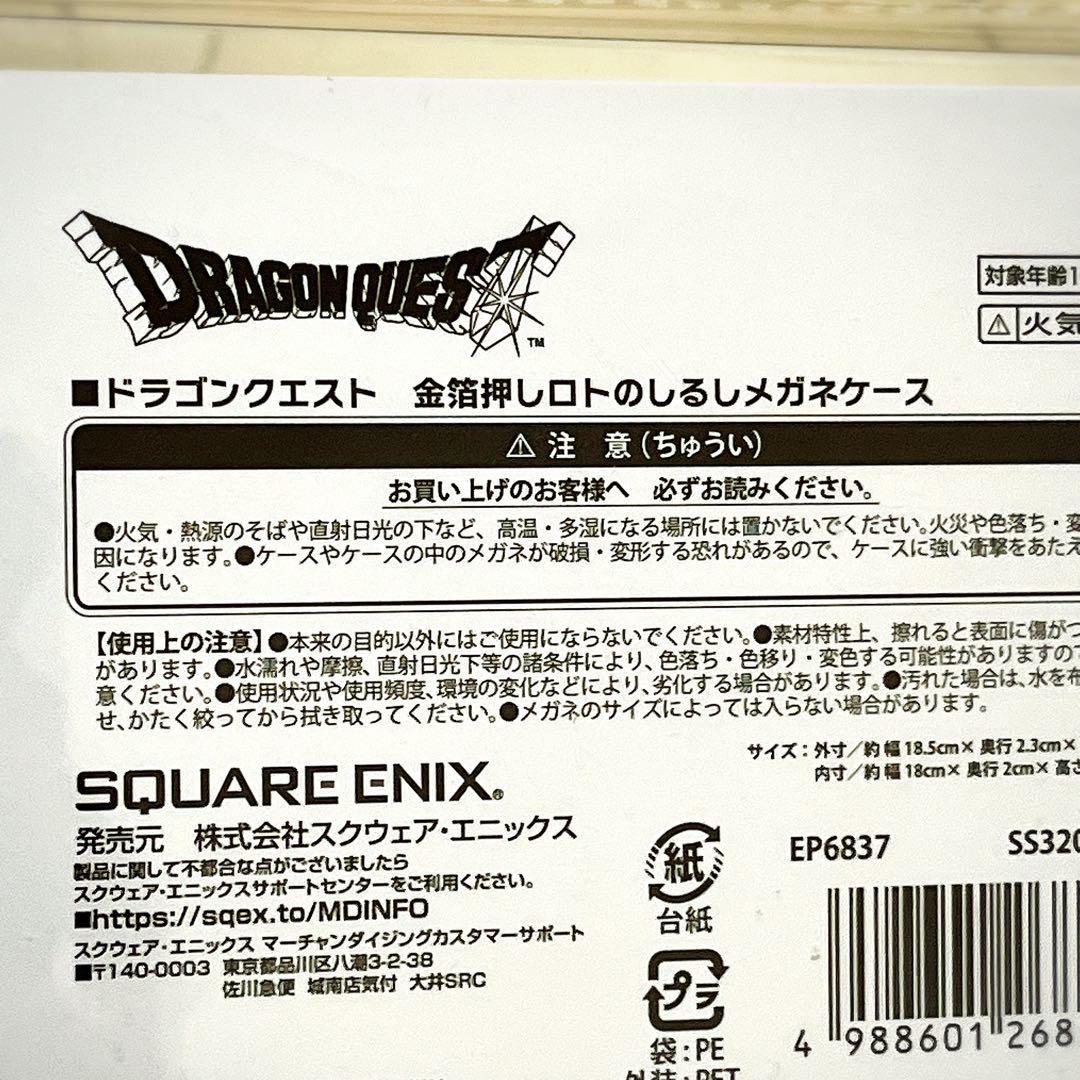 DRAGON QUEST™
対象年齢1
⚠火気
■ドラゴンクエスト 金箔押しロトのしるしメガネケース
⚠ 注 意(ちゅうい)
お買い上げのお客様へ 必ずお読みください。
●火気・熱源のそばや直射日光の下など、高温・多湿になる場所には置かないでください。火災や色落ち・変
因になります。●ケースやケースの中のメガネが破損・変形する恐れがあるので、ケースに強い衝撃をあたえ
ください。
【使用上の注意】●本来の目的以外にはご使用にならないでください。●素材特性上、擦れると表面に傷がつ
があります。●水濡れや摩擦、直射日光下等の諸条件により、色落ち・色移り・変色する可能性がありますので
意ください。●使用状況や使用頻度、環境の変化などにより、劣化する場合があります。●汚れた場合は、水を布
せ、かたく絞ってから拭き取ってください。●メガネのサイズによっては入らない場合があります。
サイズ:外寸/約 幅 18.5cm× 奥行 2.3cm×
内寸/約 幅 18cm× 奥行 2cm× 高さ
SQUARE ENIX®
発売元 株式会社スクウェア・エニックス
製品に関して不都合な点がございましたら
スクウェア・エニックスサポートセンターをご利用ください。
■https://sqex.to/MDINFO
スクウェア・エニックス マーチャンダイジングカスタマーサポート
■〒140-0003 東京都品川区八潮3-2-38
佐川急便 城南店気付 大井SRC
紙
台紙
プラ
袋:PE
外装:PET
EP6837 SS320
4 988601 268